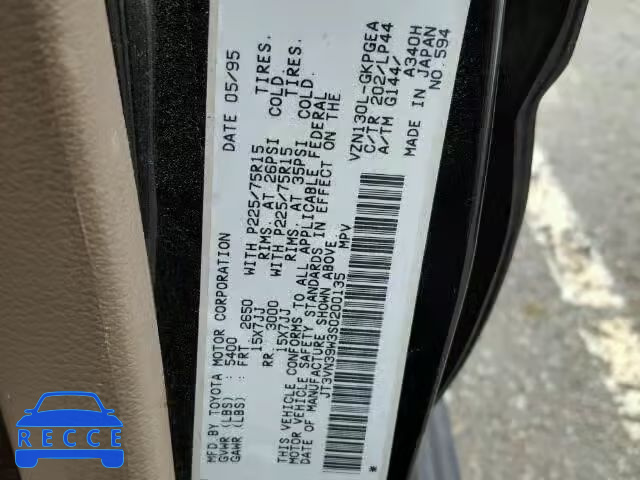 MFD BY TOYOTA MOTOR CORPORATION DATE 05/95
GVWR (LBS) : 5400
GAWR (LBS) : FRT 2650 WITH P225/75R15 TIRES.
15X7JJ RIMS. AT 26PSI COLD.
RR. 3000 WITH P225/75R15 TIRES.
15X7JJ RIMS. AT 35PSI COLD.
THIS VEHICLE CONFORMS TO ALL APPLICABLE FEDERAL
MOTOR VEHICLE SAFETY STANDARDS IN EFFECT ON THE
DATE OF MANUFACTURE SHOWN ABOVE.
JT3VN39W3S0200135 MPV
VZN130L-GKPGEA
C/TR 202/LP44
A/TM G144/ A340H
MADE IN JAPAN
* NO.594
RECCE